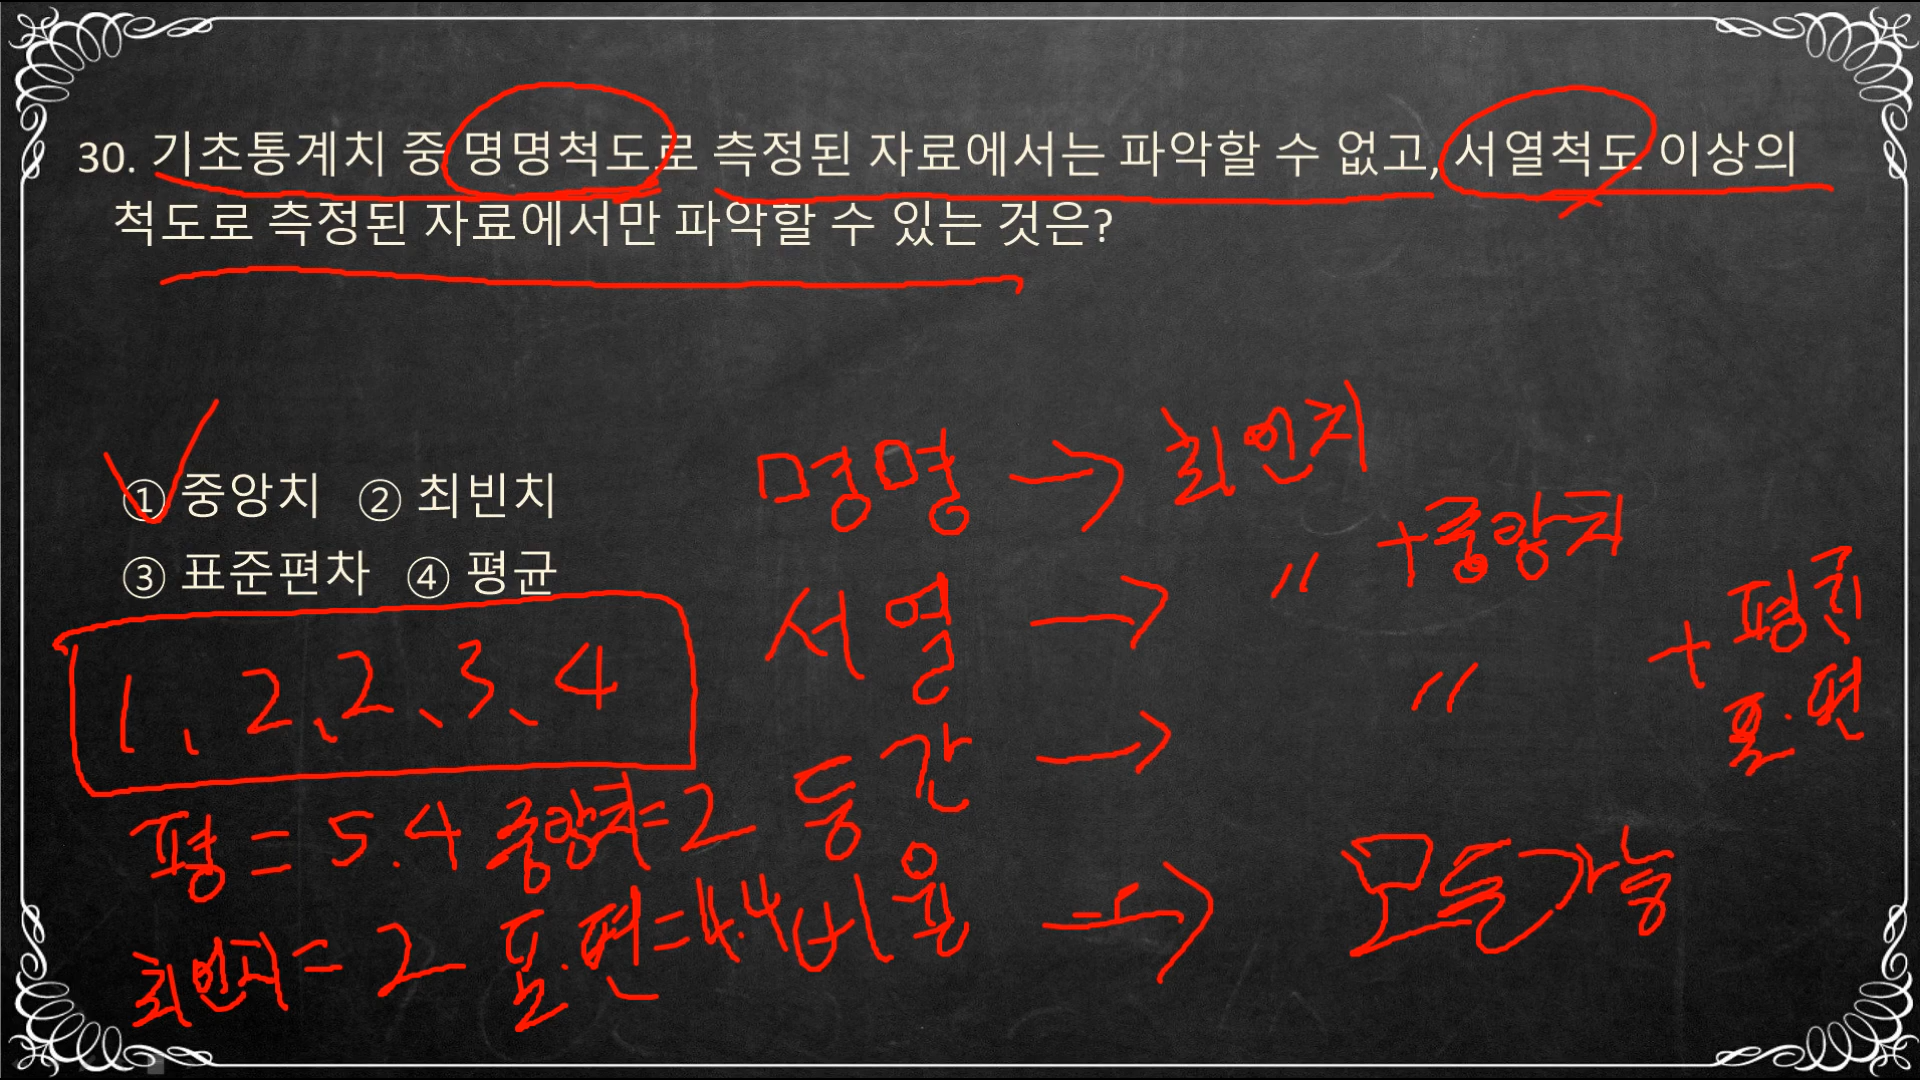 30. 기초통계치 중 명명척도로 측정된 자료에서는 파악할 수 없고, 서열척도 이상의
척도로 측정된 자료에서만 파악할 수 있는 것은?
① 중앙치 ② 최빈치
③ 표준편차 ④ 평균
명명 → 최빈치
서열 → 〃 + 중앙치
등간 → 〃 + 평균
표.편
비율 → 모든 가능
1, 2, 2, 3, 4
평 = 5.4 중앙치 = 2
최빈치 = 2 표.편 = 4.4